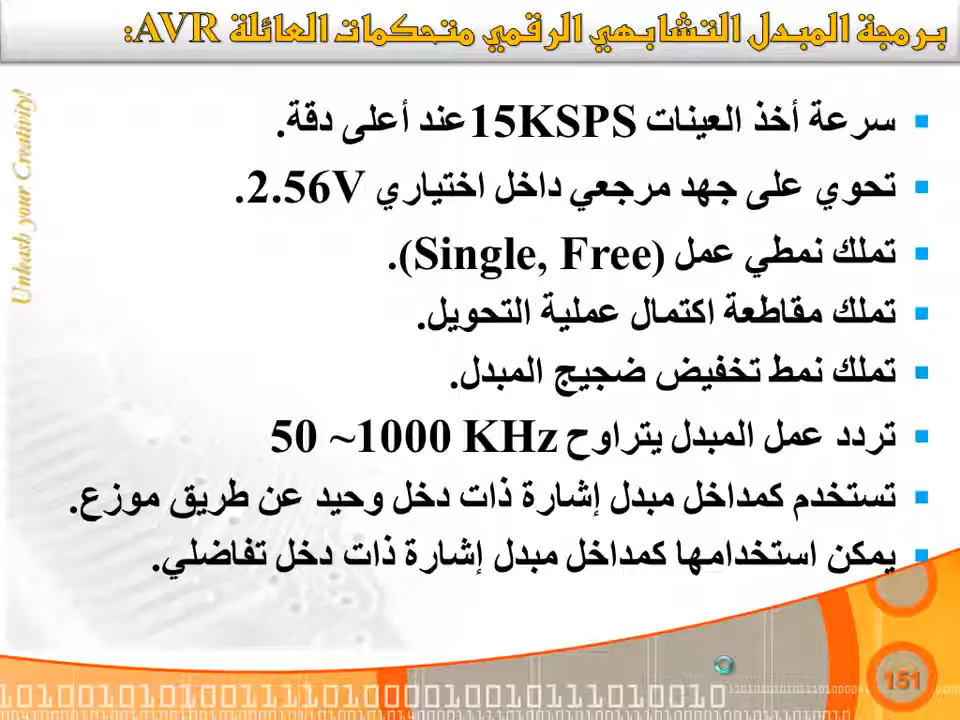 برمجة المبدل التشابهي الرقمي متحكمات العائلة AVR:
Unleash your Creativity!
سرعة أخذ العينات 15KSPS عند أعلى دقة.
تحوي على جهد مرجعي داخل اختياري 2.56V.
تملك نمطي عمل (Single, Free).
تملك مقاطعة اكتمال عملية التحويل.
تملك نمط تخفيض ضجيج المبدل.
تردد عمل المبدل يتراوح 50 ~1000 KHz
تستخدم كمداخل مبدل إشارة ذات دخل وحيد عن طريق موزع.
يمكن استخدامها كمداخل مبدل إشارة ذات دخل تفاضلي.
151